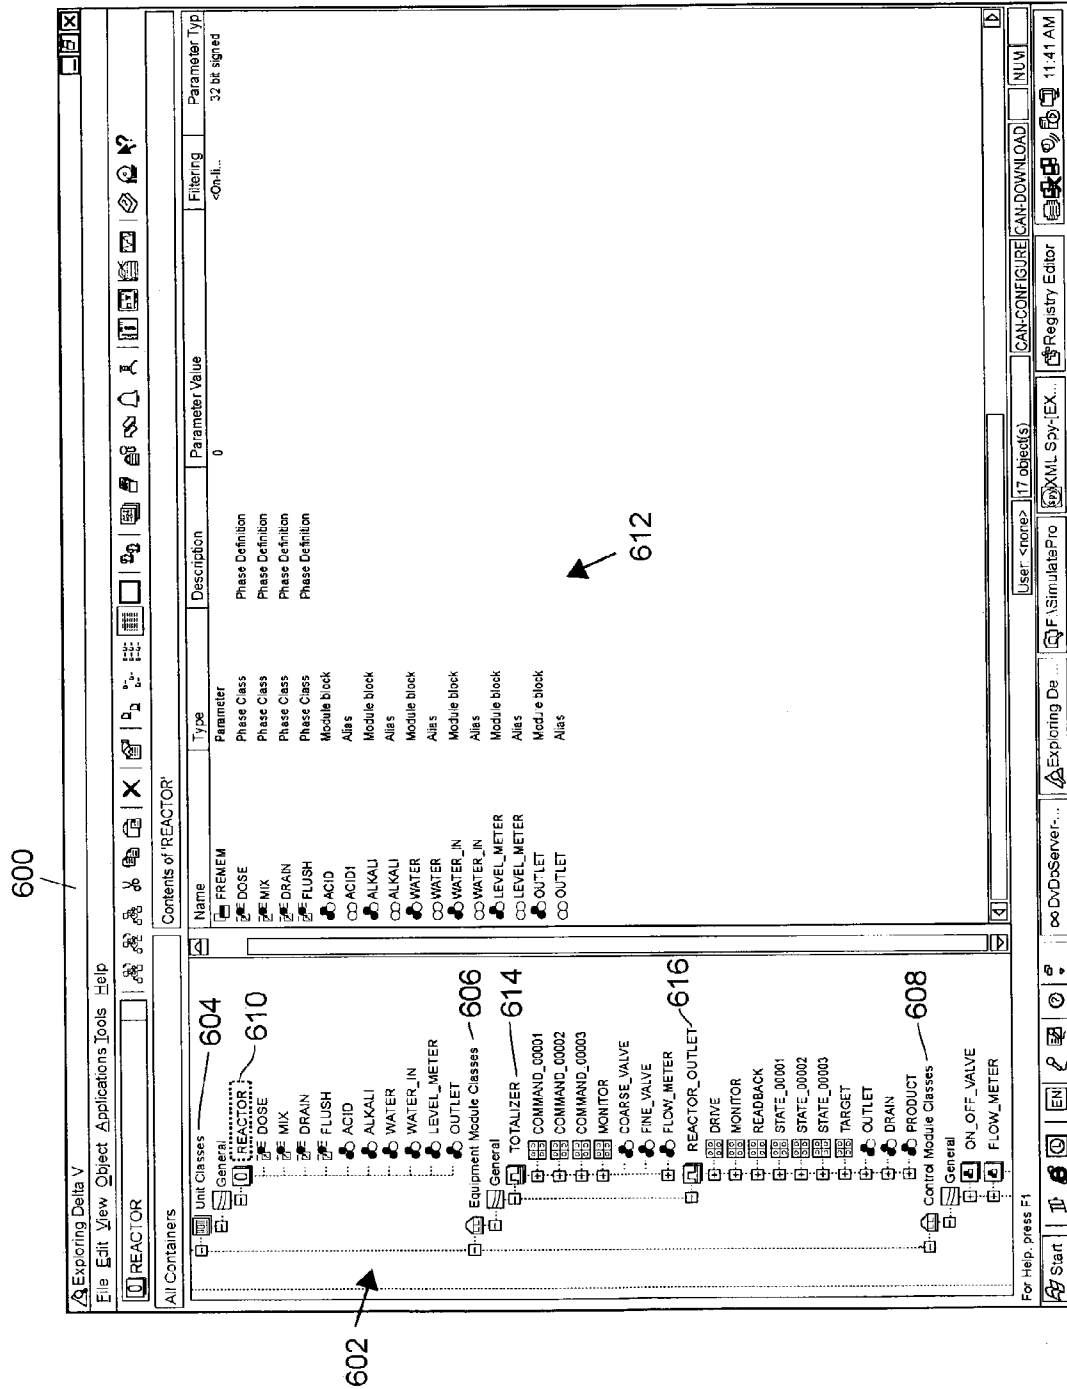 600
Exploring Delta V
File Edit View Object Applications Tools Help
REACTOR
All Containers
Contents of 'REACTOR'
602
Unit Classes
604
General
REACTOR
610
DOSE
MIX
DRAIN
FLUSH
ACID
ALKALI
WATER
WATER_IN
LEVEL_METER
OUTLET
Equipment Module Classes
606
General
TOTALIZER
614
COMMAND_00001
COMMAND_00002
COMMAND_00003
MONITOR
COARSE_VALVE
FINE_VALVE
FLOW_METER
REACTOR_OUTLET
616
DRIVE
MONITOR
READBACK
STATE_00001
STATE_00002
STATE_00003
TARGET
OUTLET
DRAIN
PRODUCT
Control Module Classes
608
General
ON_OFF_VALVE
FLOW_METER
Name Type Description Parameter Value Filtering Parameter Typ
FREMEM Parameter 0 <On-li... 32 bit signed
DOSE Phase Class Phase Definition
MIX Phase Class Phase Definition
DRAIN Phase Class Phase Definition
FLUSH Phase Class Phase Definition
ACID Module block
ACID1 Alias
ALKALI Module block
ALKALI Alias
WATER Module block
WATER Alias
WATER_IN Module block
WATER_IN Alias
LEVEL_METER Module block
LEVEL_METER Alias
OUTLET Module block
OUTLET Alias
612
For Help, press F1
User: <none> 17 object(s) CAN-CONFIGURE CAN-DOWNLOAD NUM
Start EN DvDbServer-... Exploring De... F:\SimulatePro XML Spy-[EX... Registry Editor 11:41 AM